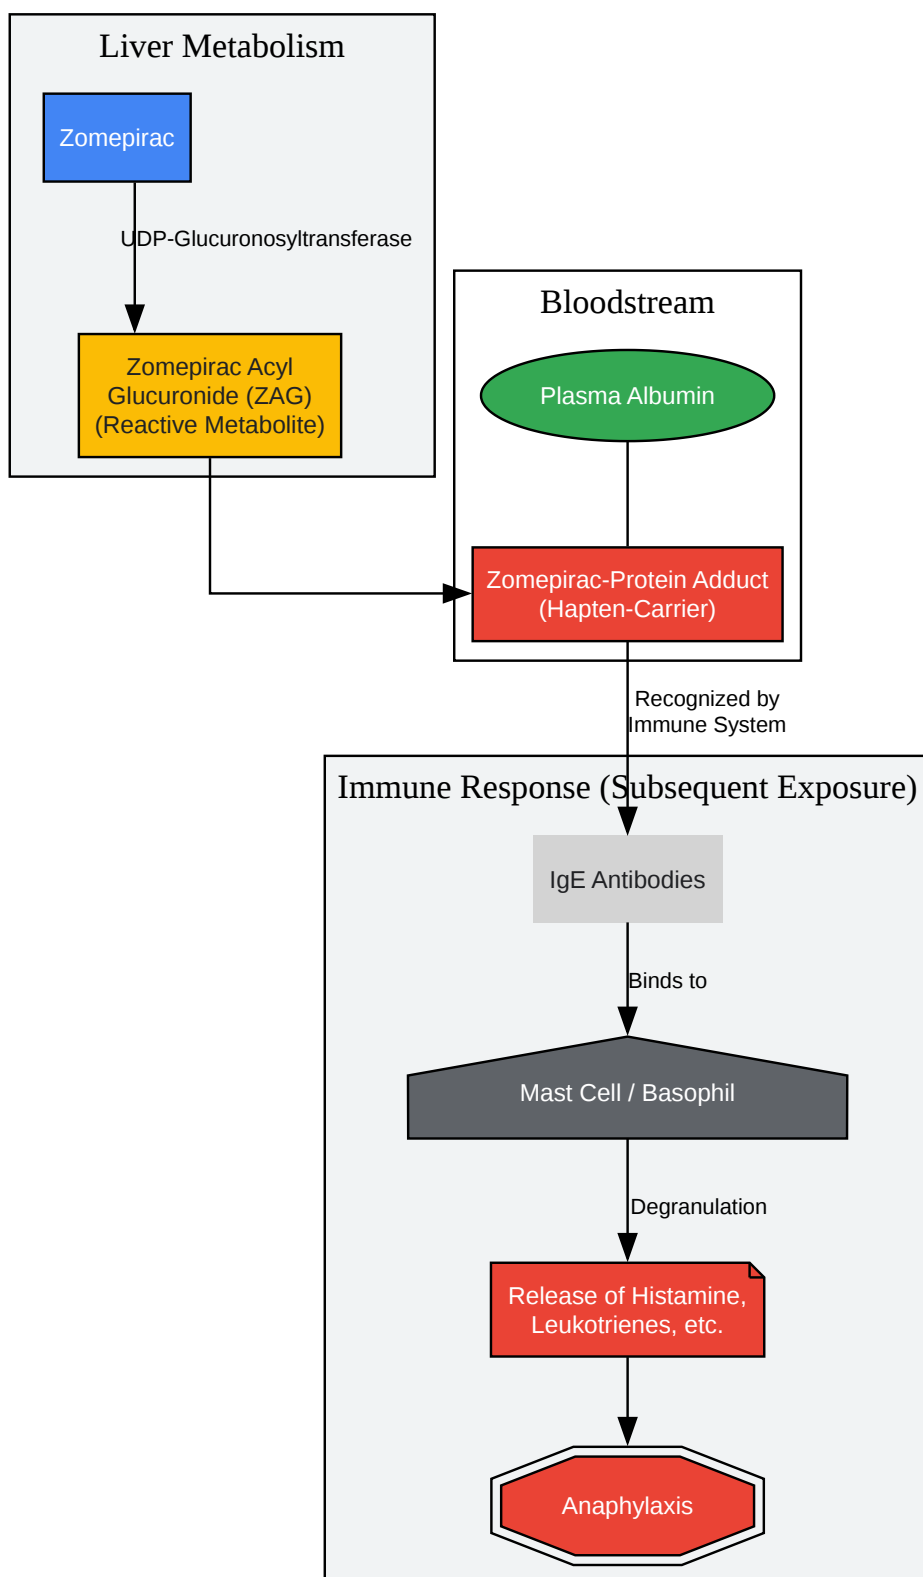 Liver Metabolism
Zomepirac
UDP-Glucuronosyltransferase
Zomepirac Acyl
Glucuronide (ZAG)
(Reactive Metabolite)
Bloodstream
Plasma Albumin
Zomepirac-Protein Adduct
(Hapten-Carrier)
Recognized by
Immune System
Immune Response (Subsequent Exposure)
IgE Antibodies
Binds to
Mast Cell / Basophil
Degranulation
Release of Histamine,
Leukotrienes, etc.
Anaphylaxis